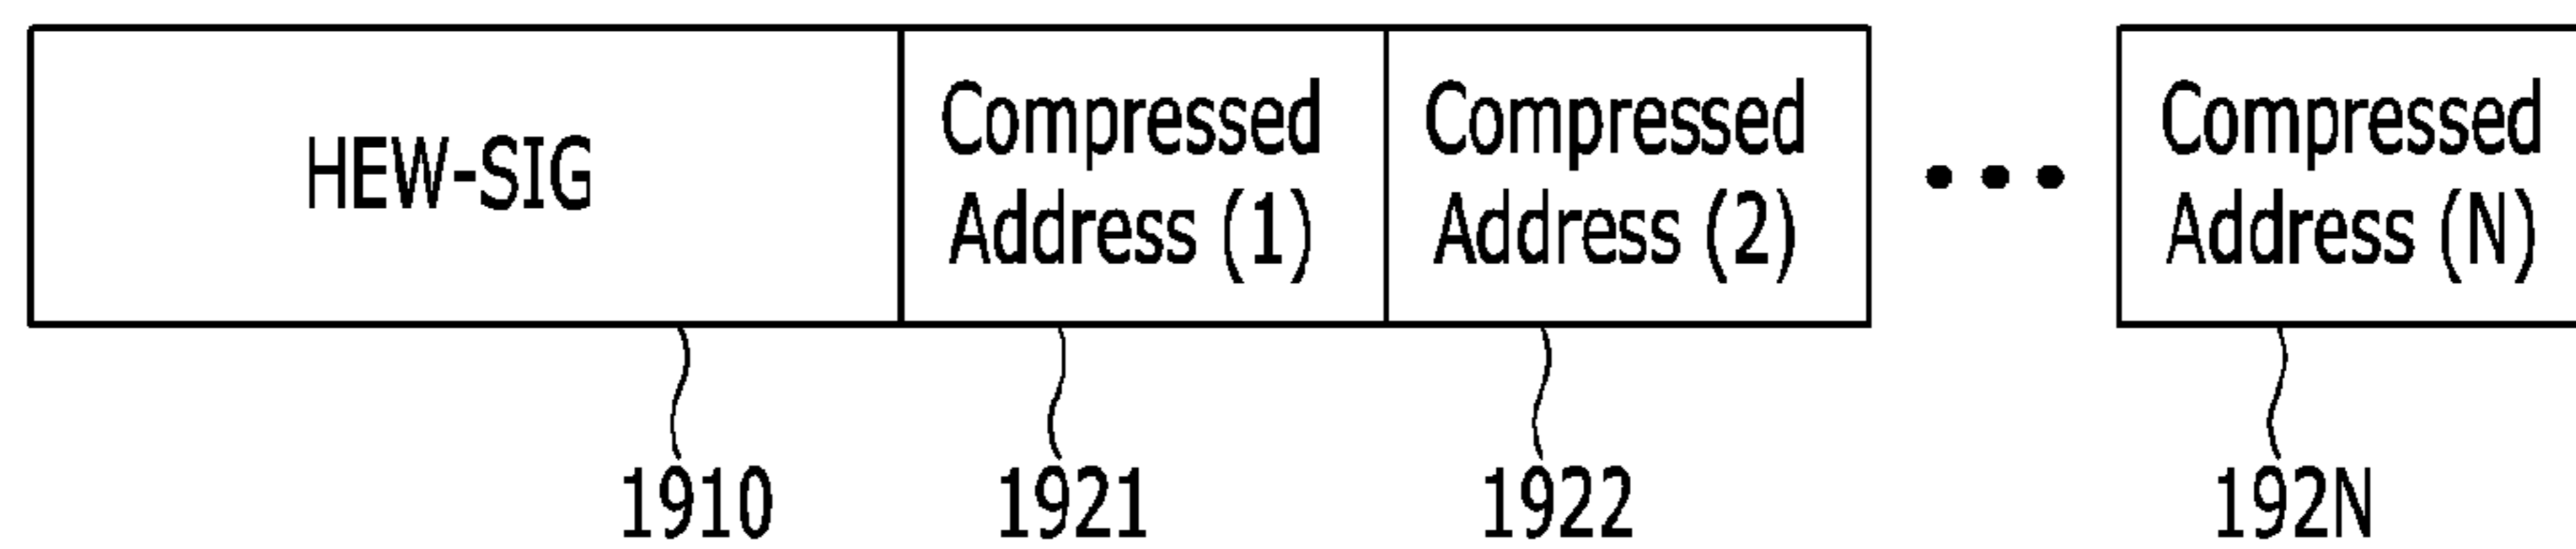 HEW-SIG
Compressed
Address (1)
Compressed
Address (2)
• • •
Compressed
Address (N)
1910
1921
1922
192N